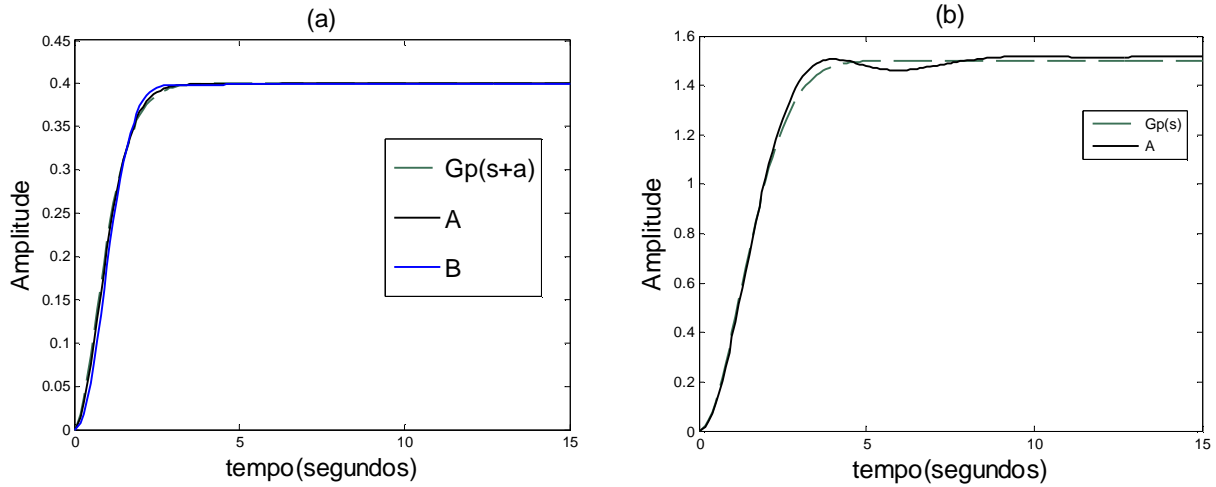 (a)
0.45
0.4
0.35
0.3
0.25
0.2
0.15
0.1
0.05
0
0 5 10 15
Amplitude
tempo(segundos)
Gp(s+a)
A
B
(b)
1.6
1.4
1.2
1
0.8
0.6
0.4
0.2
0
0 5 10 15
Amplitude
tempo(segundos)
Gp(s)
A